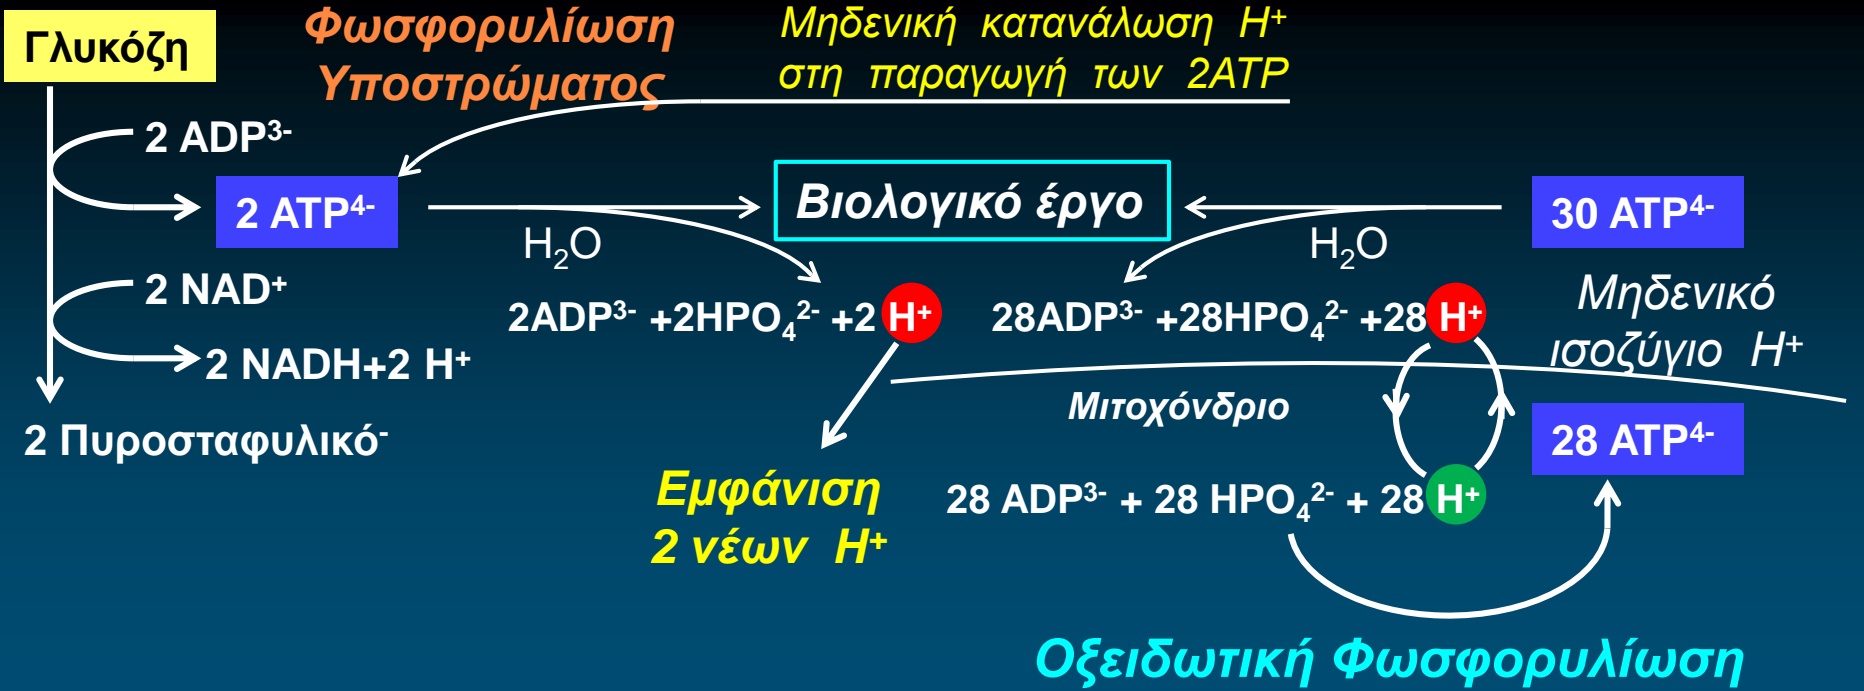 Γλυκόζη
Φωσφορυλίωση
Υποστρώματος
Μηδενική κατανάλωση H⁺
στη παραγωγή των 2ATP
2 ADP³⁻
2 ATP⁴⁻
H₂O
Βιολογικό έργο
H₂O
30 ATP⁴⁻
2 NAD⁺
2 NADH+2 H⁺
2ADP³⁻ +2HPO₄²⁻ +2 H⁺
28ADP³⁻ +28HPO₄²⁻ +28 H⁺
Μηδενικό
ισοζύγιο H⁺
2 Πυροσταφυλικό⁻
Μιτοχόνδριο
28 ATP⁴⁻
Εμφάνιση
2 νέων H⁺
28 ADP³⁻ + 28 HPO₄²⁻ + 28 H⁺
Οξειδωτική Φωσφορυλίωση